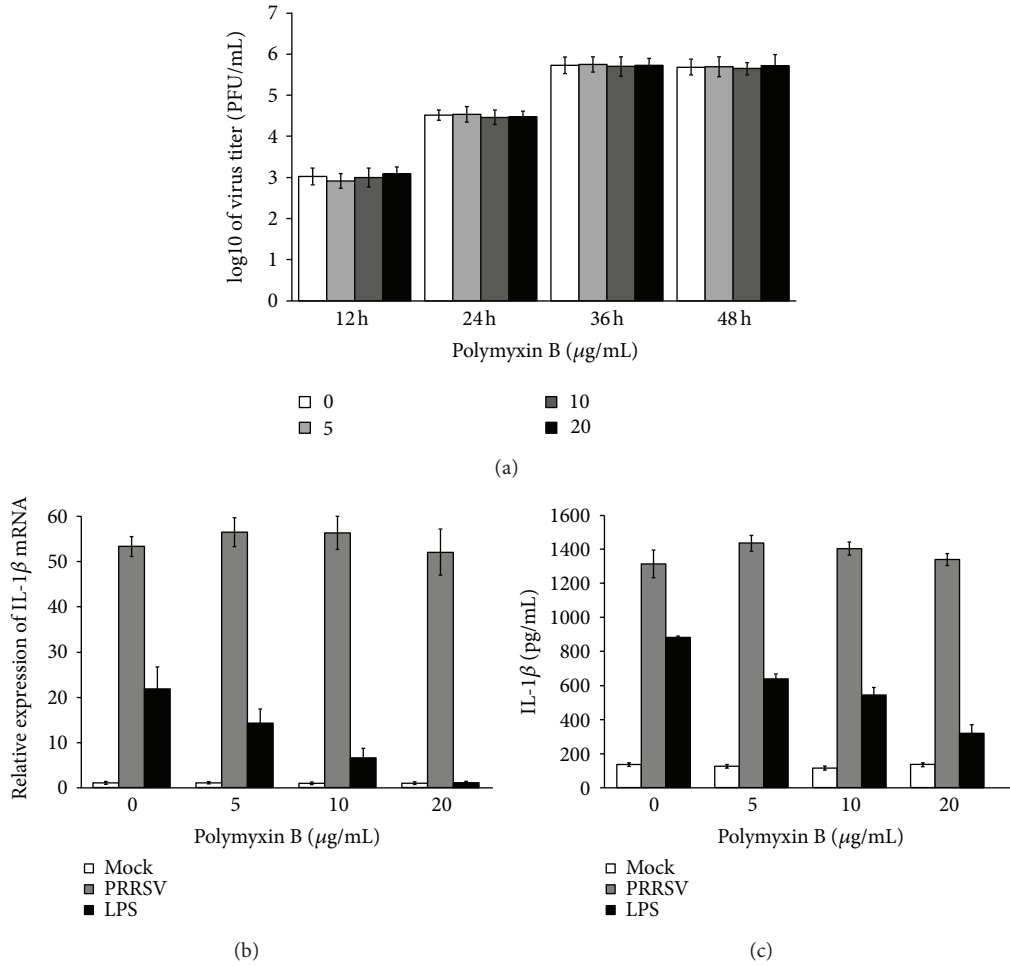 7
6
5
4
3
2
1
0
log10 of virus titer (PFU/mL)
12 h
24 h
36 h
48 h
Polymyxin B (μg/mL)
0
10
5
20
(a)
60
50
40
30
20
10
0
Relative expression of IL-1β mRNA
0
5
10
20
Polymyxin B (μg/mL)
Mock
PRRSV
LPS
(b)
1600
1400
1200
1000
800
600
400
200
0
IL-1β (pg/mL)
0
5
10
20
Polymyxin B (μg/mL)
Mock
PRRSV
LPS
(c)